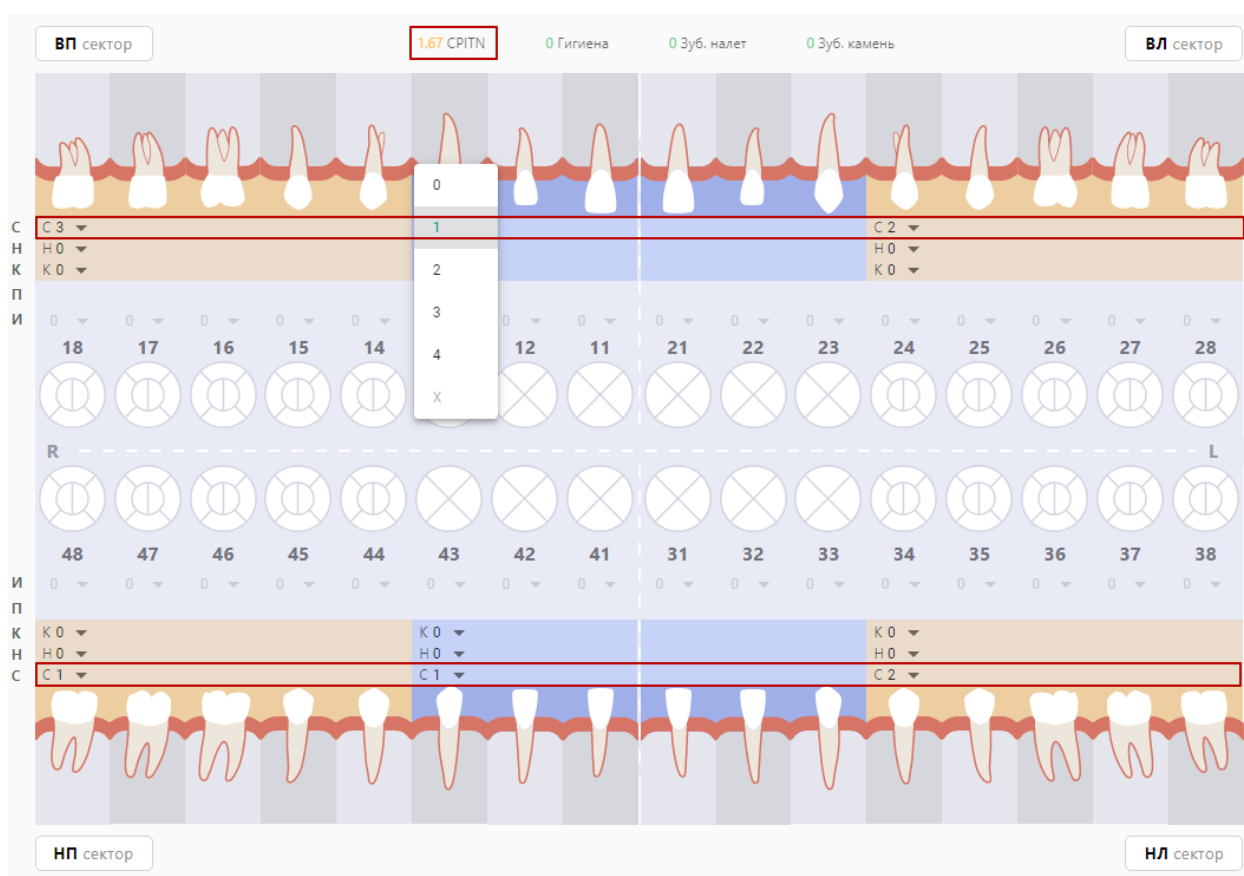 ВП сектор
1.67 CPITN
0 Гигиена
0 Зуб. налет
0 Зуб. камень
ВЛ сектор
0
С C 3 1 C 2
Н H 0 H 0
К K 0 2 K 0
П
3
И 0 0 0 0 0 0 0 0 0 0 0 0 0 0 0
18 17 16 15 14 4 12 11 21 22 23 24 25 26 27 28
X
R L
48 47 46 45 44 43 42 41 31 32 33 34 35 36 37 38
И 0 0 0 0 0 0 0 0 0 0 0 0 0 0 0 0
П
К K 0 K 0 K 0
Н H 0 H 0 H 0
С C 1 C 1 C 2
НП сектор
НЛ сектор